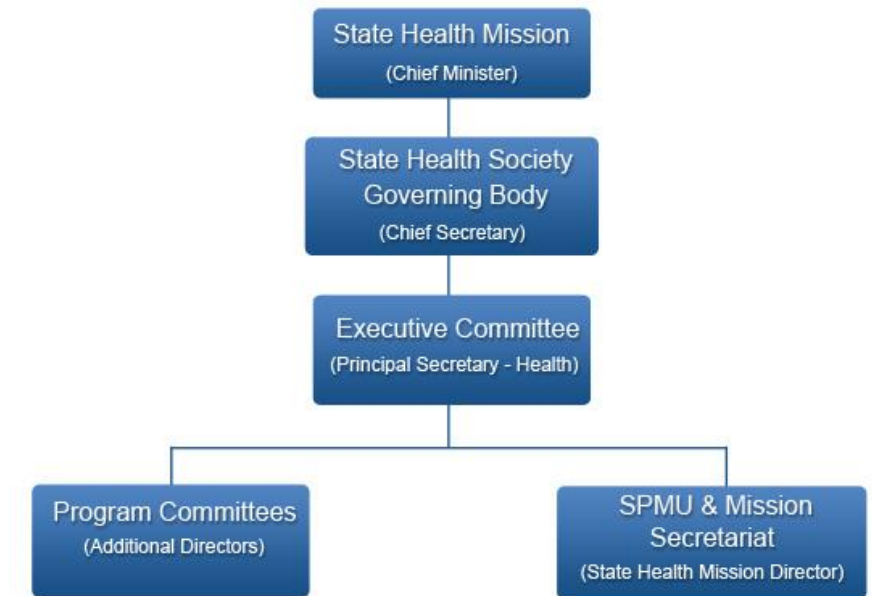 State Health Mission
(Chief Minister)
State Health Society
Governing Body
(Chief Secretary)
Executive Committee
(Principal Secretary - Health)
Program Committees
(Additional Directors)
SPMU & Mission
Secretariat
(State Health Mission Director)